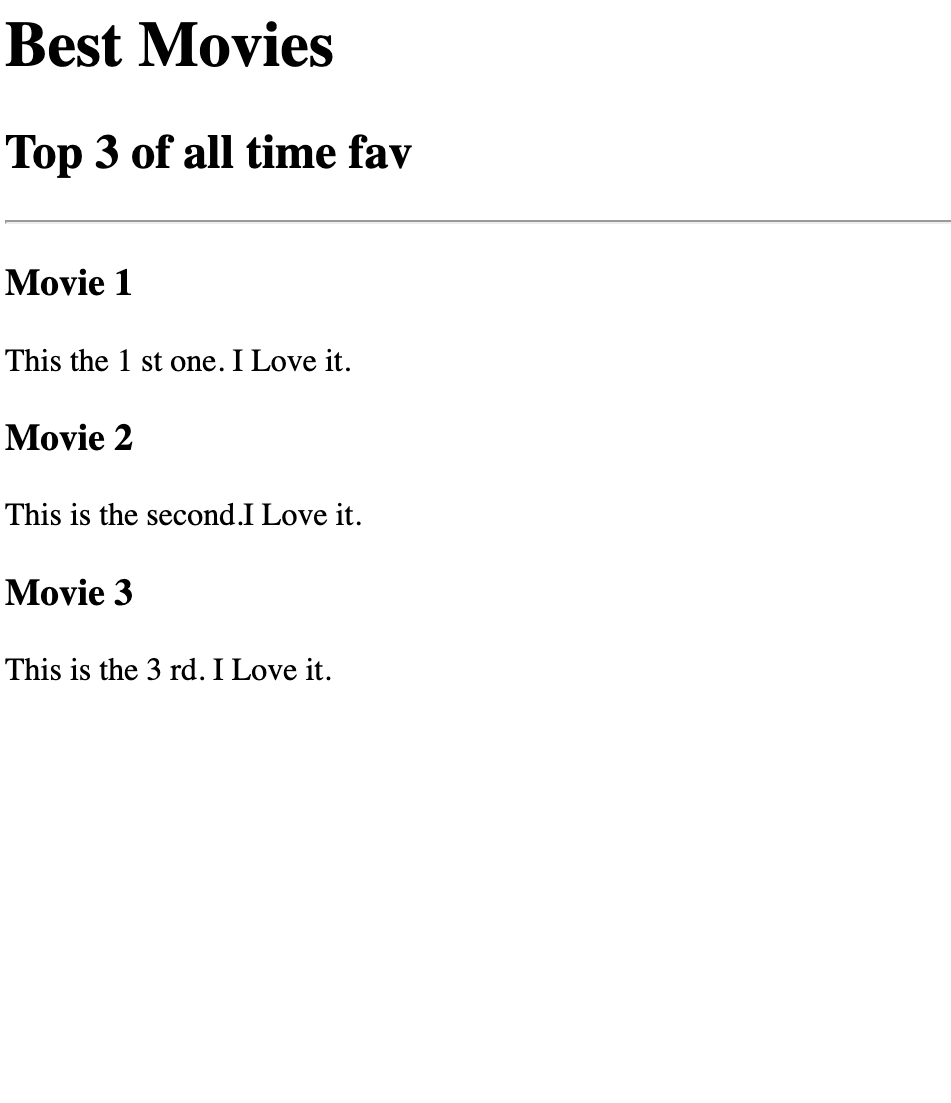 Best Movies
Top 3 of all time fav
Movie 1
This the 1 st one. I Love it.
Movie 2
This is the second.I Love it.
Movie 3
This is the 3 rd. I Love it.